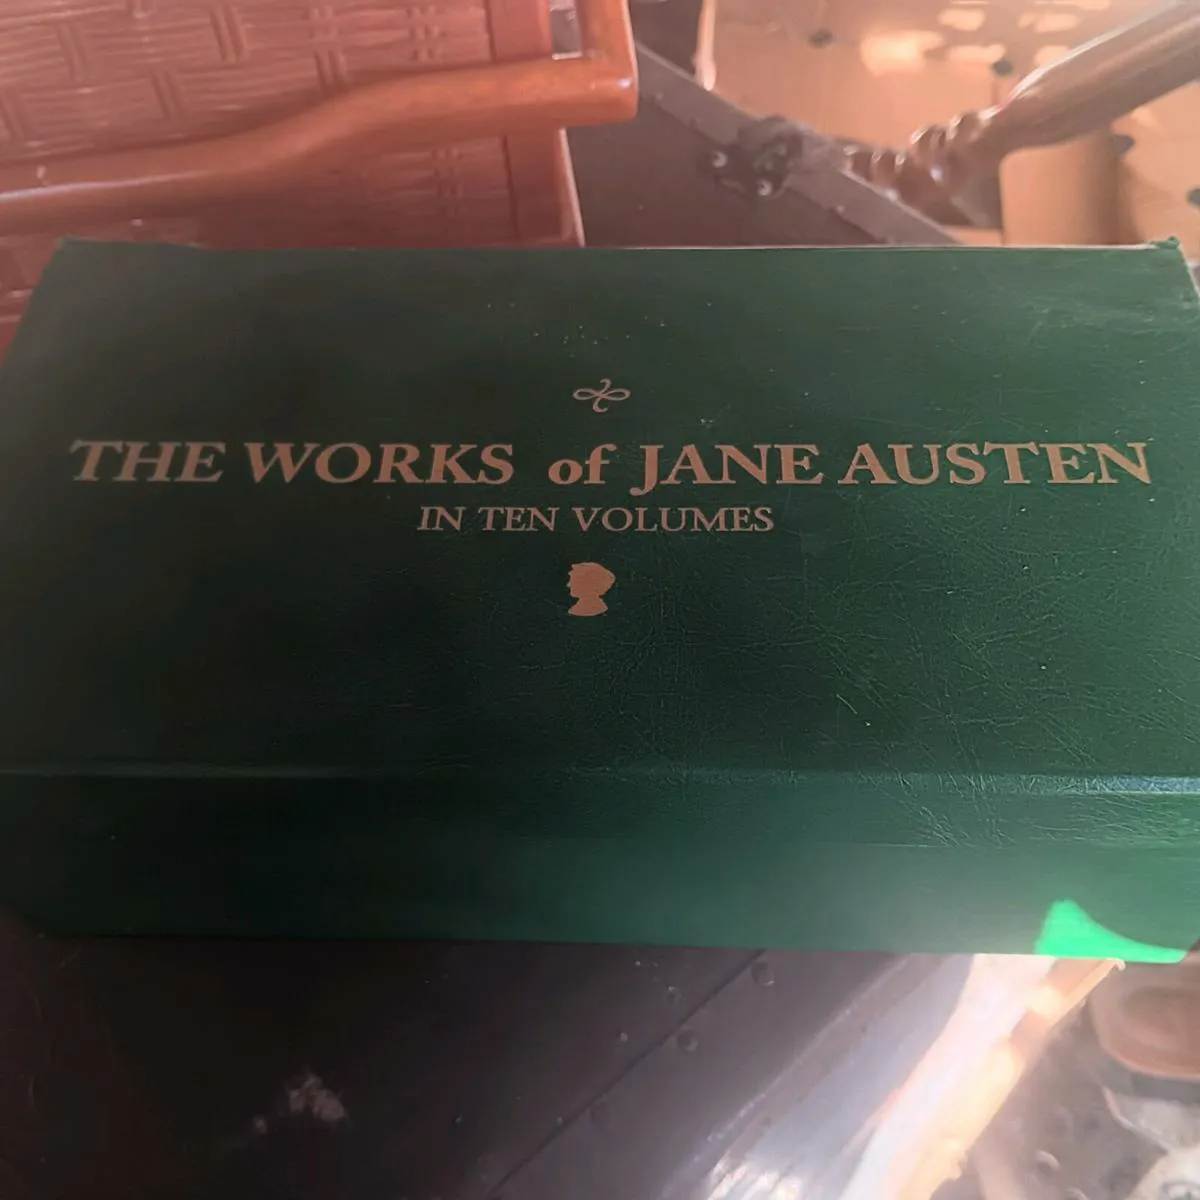 THE WORKS of JANE AUSTEN
IN TEN VOLUMES